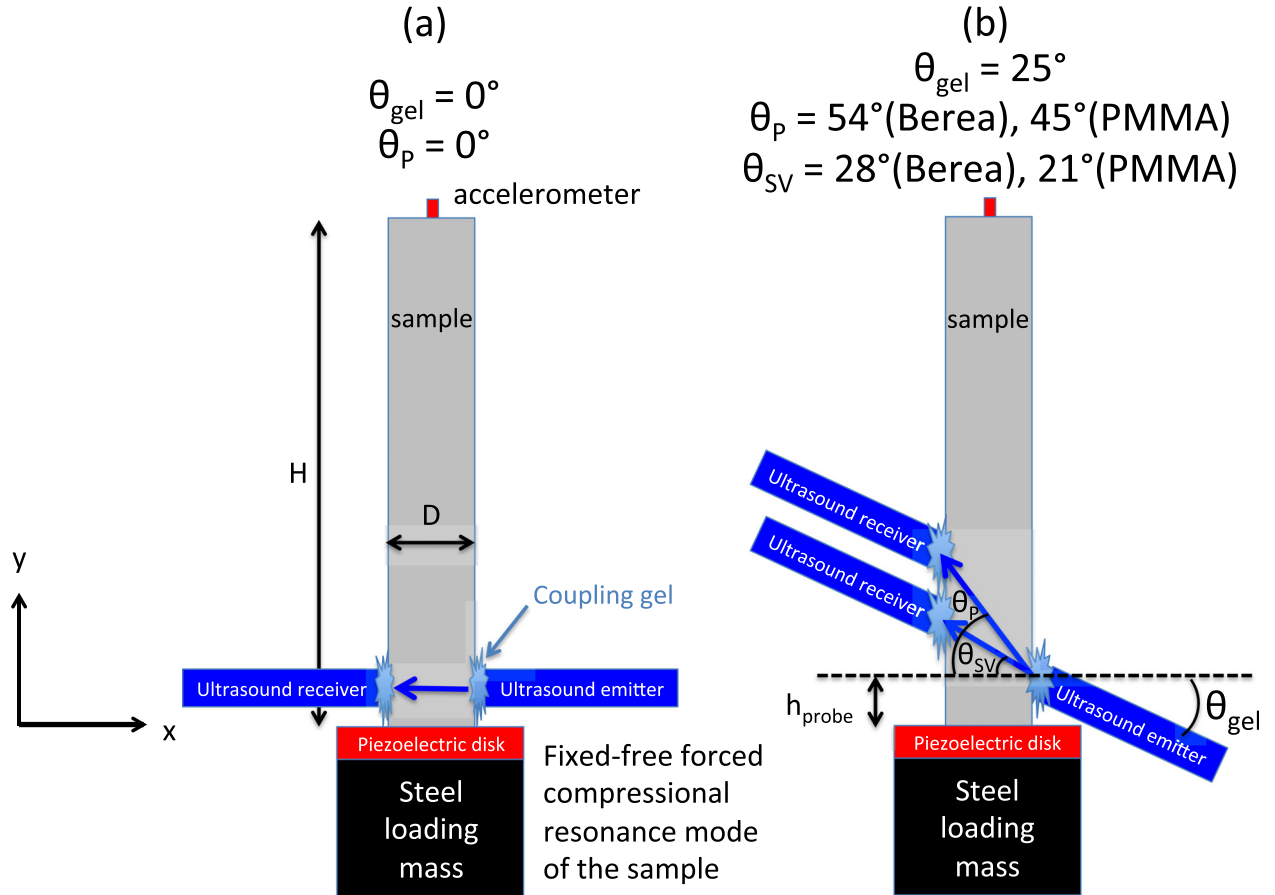 (a)
θgel = 0°
θP = 0°
accelerometer
sample
H
D
Coupling gel
y
x
Ultrasound receiver
Ultrasound emitter
Piezoelectric disk
Steel
loading
mass
Fixed-free forced
compressional
resonance mode
of the sample
(b)
θgel = 25°
θP = 54°(Berea), 45°(PMMA)
θSV = 28°(Berea), 21°(PMMA)
sample
Ultrasound receiver
Ultrasound receiver
θP
θSV
hprobe
θgel
Ultrasound emitter
Piezoelectric disk
Steel
loading
mass